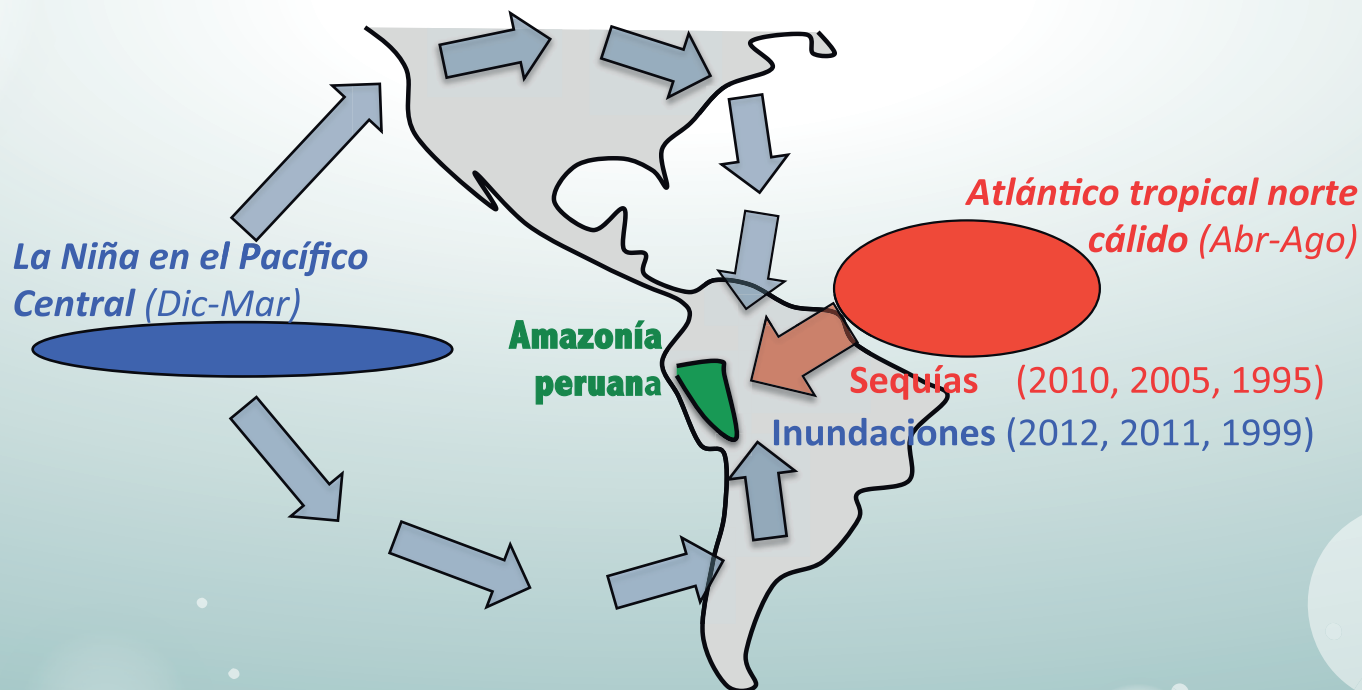 Atlántico tropical norte
cálido (Abr-Ago)
La Niña en el Pacífico
Central (Dic-Mar)
Amazonía
peruana
Sequías (2010, 2005, 1995)
Inundaciones (2012, 2011, 1999)